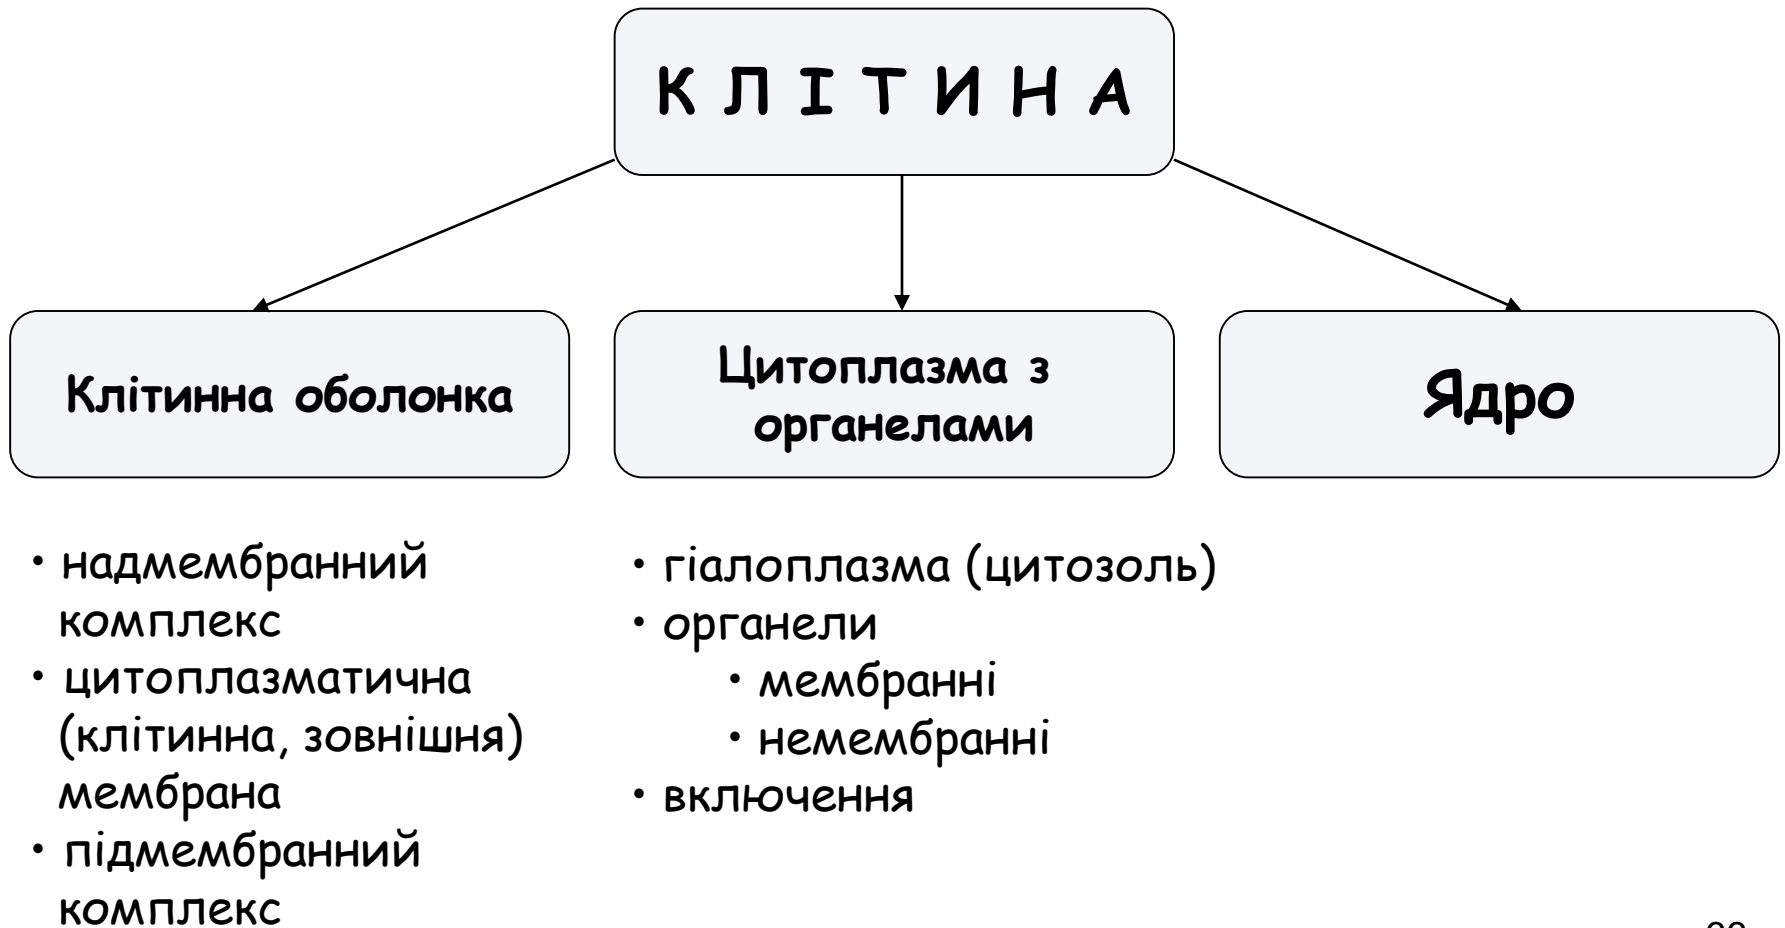 К Л І Т И Н А
Клітинна оболонка
Цитоплазма з
органелами
Ядро
• надмембранний
комплекс
• цитоплазматична
(клітинна, зовнішня)
мембрана
• підмембранний
комплекс
• гіалоплазма (цитозоль)
• органели
• мембранні
• немембранні
• включення